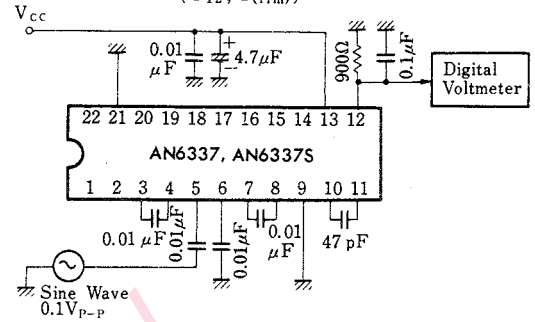 V_CC
0.01
μF
+
4.7μF
−
900Ω
0.1μF
Digital
Voltmeter
22 21 20 19 18 17 16 15 14 13 12
AN6337, AN6337S
1 2 3 4 5 6 7 8 9 10 11
0.01 μF
0.01μF
0.01μF
0.01
μF
47 pF
Sine Wave
0.1V_P-P